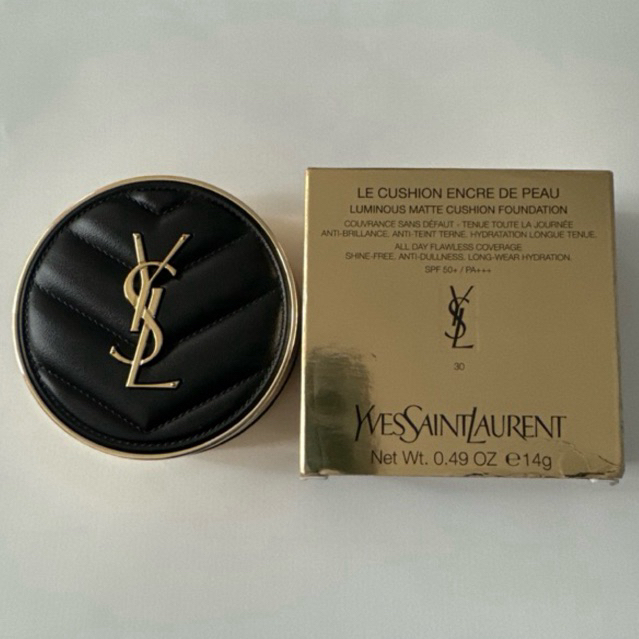 YSL
LE CUSHION ENCRE DE PEAU
LUMINOUS MATTE CUSHION FOUNDATION
COUVRANCE SANS DÉFAUT - TENUE TOUTE LA JOURNÉE
ANTI-BRILLANCE. ANTI-TEINT TERNE. HYDRATATION LONGUE TENUE.
ALL DAY FLAWLESS COVERAGE
SHINE-FREE. ANTI-DULLNESS. LONG-WEAR HYDRATION.
SPF 50+ / PA+++
YSL
30
YVESSAINTLAURENT
Net Wt. 0.49 OZ ℮14g